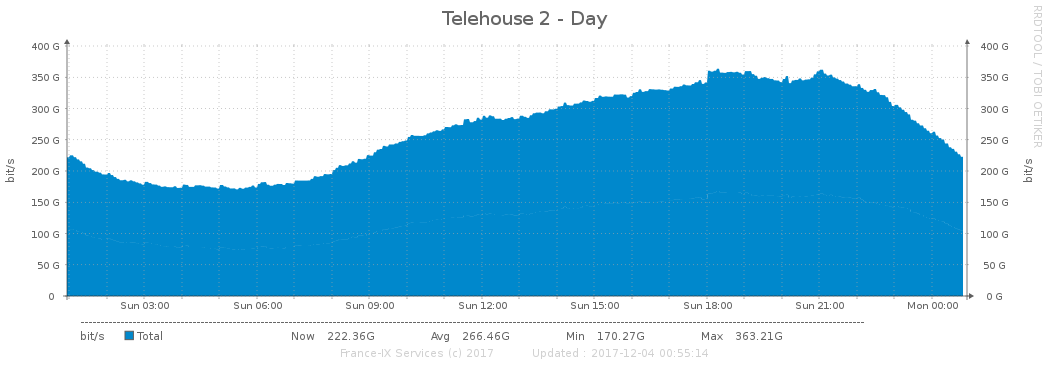 Telehouse 2 - Day
RRDTOOL / TOBI OETIKER
bit/s
400 G 400 G
350 G 350 G
300 G 300 G
250 G 250 G
200 G 200 G
150 G 150 G
100 G 100 G
50 G 50 G
0 0 G
bit/s
Sun 03:00 Sun 06:00 Sun 09:00 Sun 12:00 Sun 15:00 Sun 18:00 Sun 21:00 Mon 00:00
bit/s Total Now 222.36G Avg 266.46G Min 170.27G Max 363.21G
France-IX Services (c) 2017 Updated : 2017-12-04 00:55:14